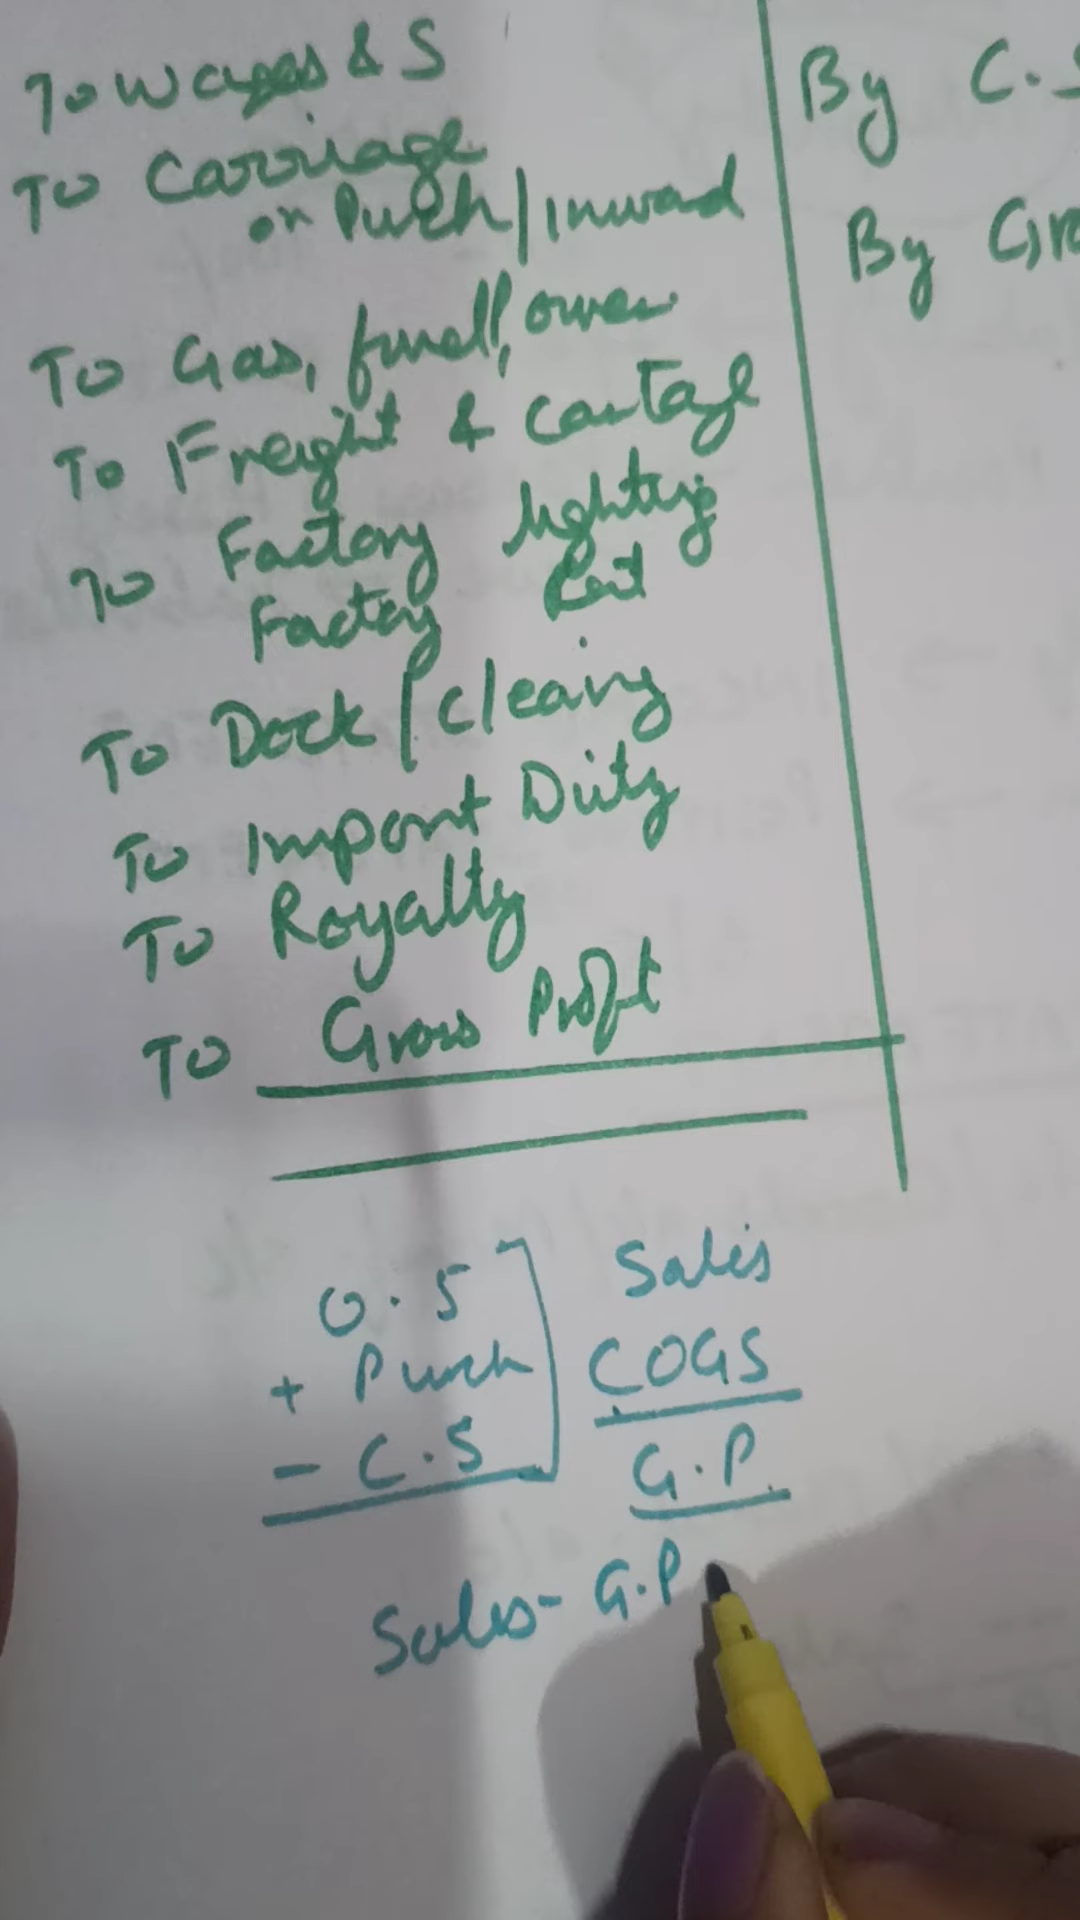 To Wages & S
To Carriage
on Purch/inward
To Gas, fuel, Power
To Freight & Cartage
To Factory lighting
Factory Rent
To Dock/Clearing
To Import Duty
To Royalty
To Gross Profit
By C.S
By Gr
O.S
+ Purch
- C.S
Sales
COGS
G.P.
Sales - G.P